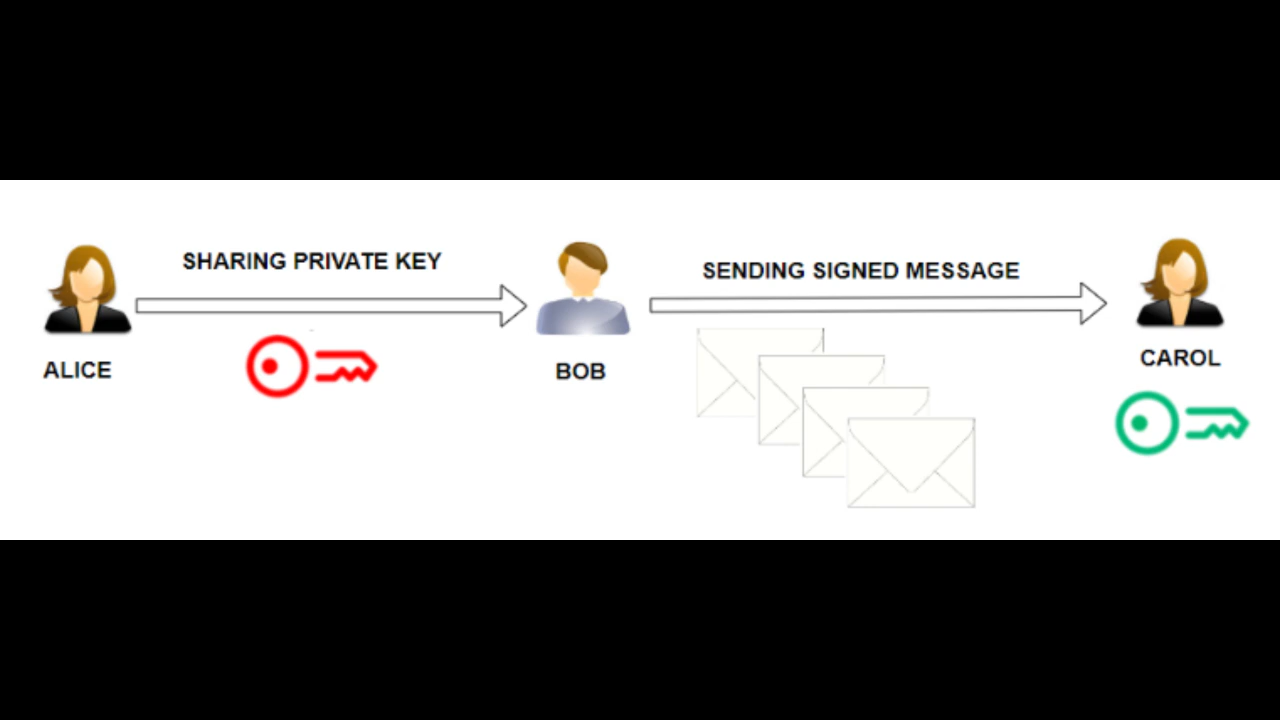 SHARING PRIVATE KEY
SENDING SIGNED MESSAGE
ALICE
BOB
CAROL